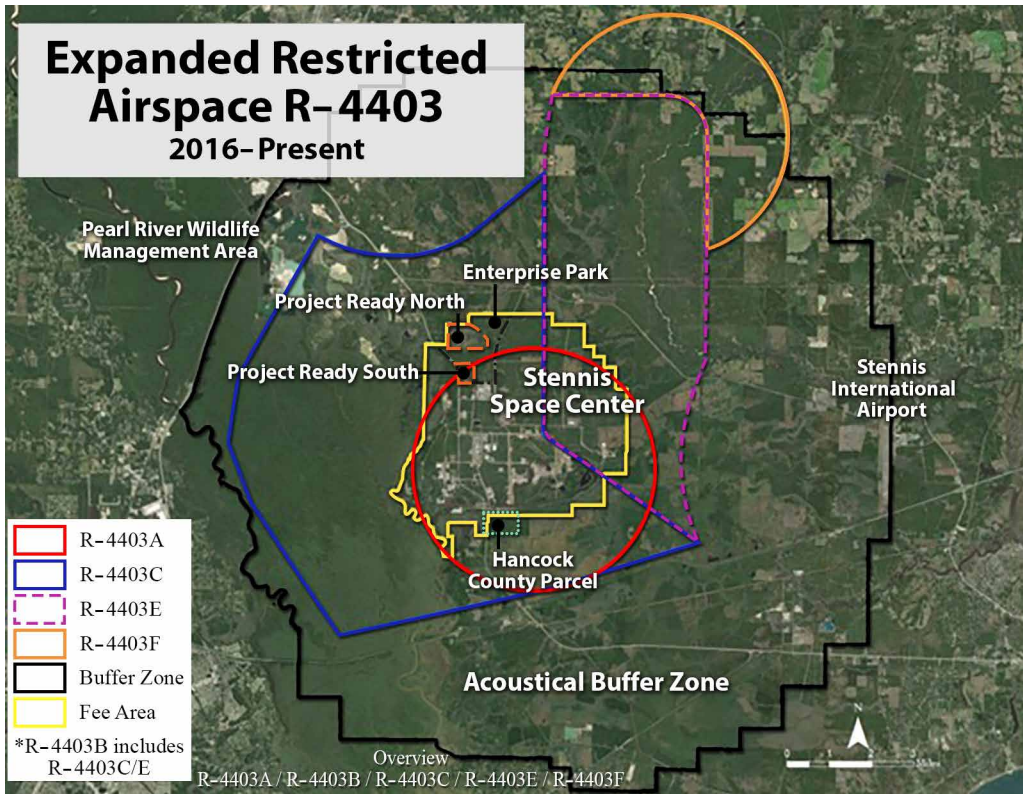 Expanded Restricted
Airspace R-4403
2016-Present
Pearl River Wildlife
Management Area
Enterprise Park
Project Ready North
Project Ready South
Stennis
Space Center
Stennis
International
Airport
Hancock
County Parcel
Acoustical Buffer Zone
R-4403A
R-4403C
R-4403E
R-4403F
Buffer Zone
Fee Area
*R-4403B includes
R-4403C/E
Overview
R-4403A / R-4403B / R-4403C / R-4403E / R-4403F
N
0
Miles